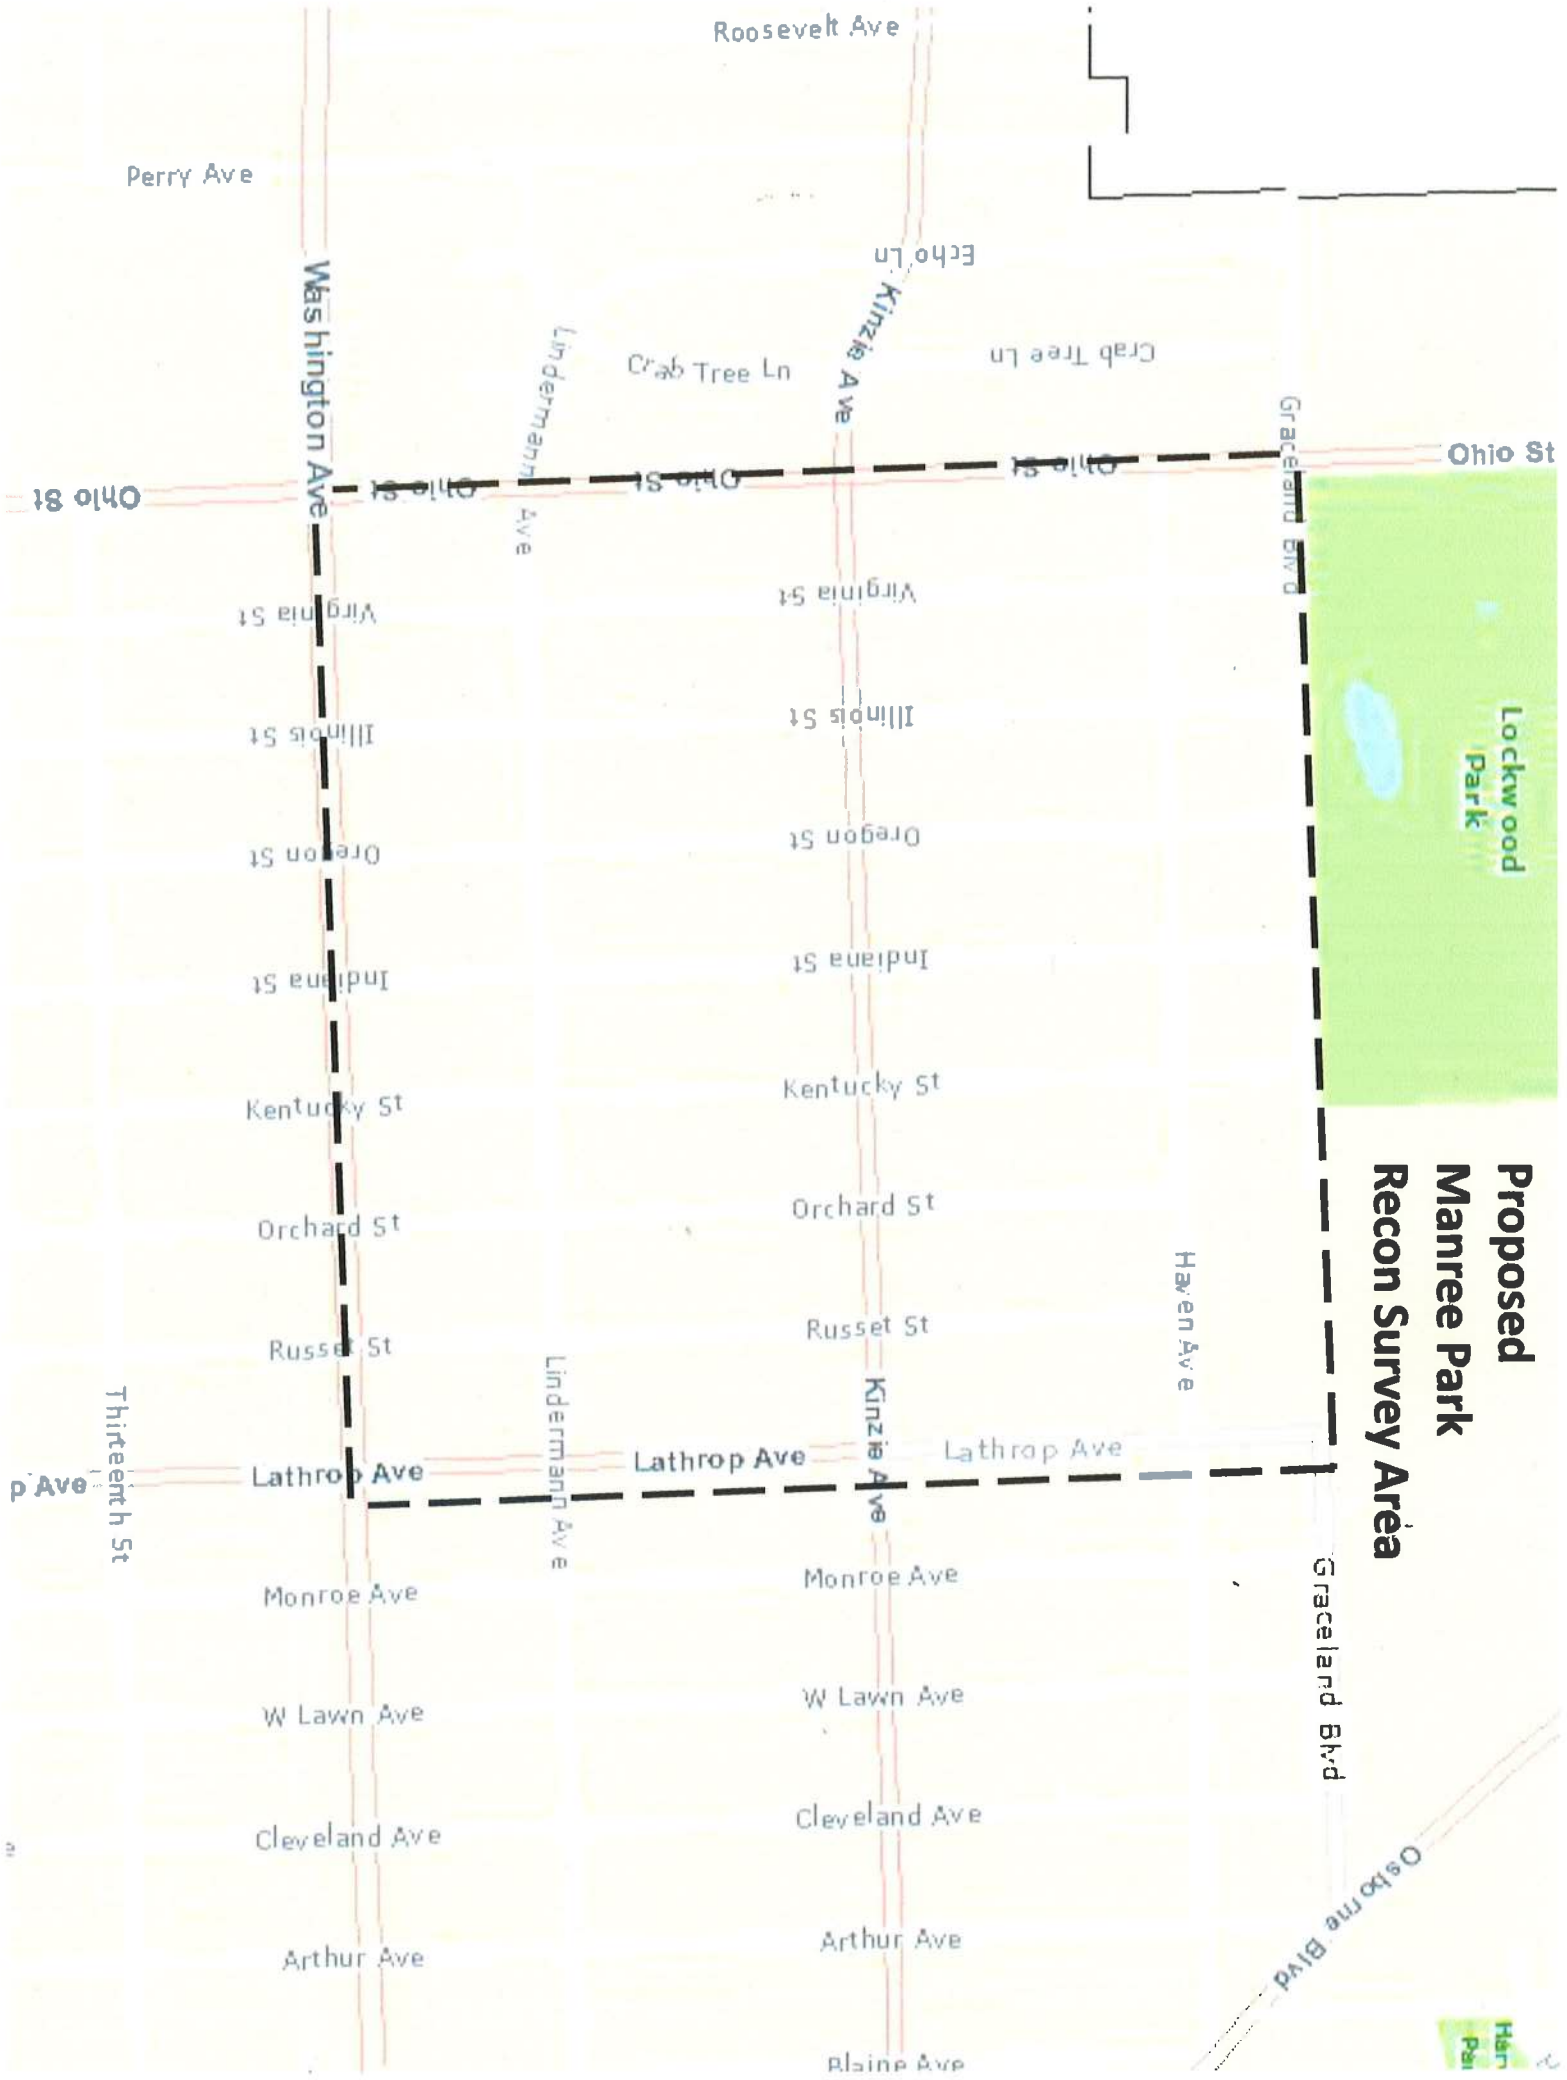 Roosevelt Ave
Perry Ave
Echo Ln
Washington Ave
Kinzie Ave
Lindermann Ave
Crab Tree Ln
Crab Tree Ln
Graceland Blvd
Ohio St
Ohio St
Ohio St
Ohio St
Ohio St
Virginia St
Virginia St
Illinois St
Illinois St
Lockwood
Park
Oregon St
Oregon St
Indiana St
Indiana St
Kentucky St
Kentucky St
Proposed
Manree Park
Recon Survey Area
Orchard St
Orchard St
Haven Ave
Russet St
Russet St
Thirteenth St
Lindermann Ave
Kinzie Ave
p Ave
Lathrop Ave
Lathrop Ave
Lathrop Ave
Graceland Blvd
Monroe Ave
Monroe Ave
W Lawn Ave
W Lawn Ave
Cleveland Ave
Cleveland Ave
Osborne Blvd
Arthur Ave
Arthur Ave
Blaine Ave